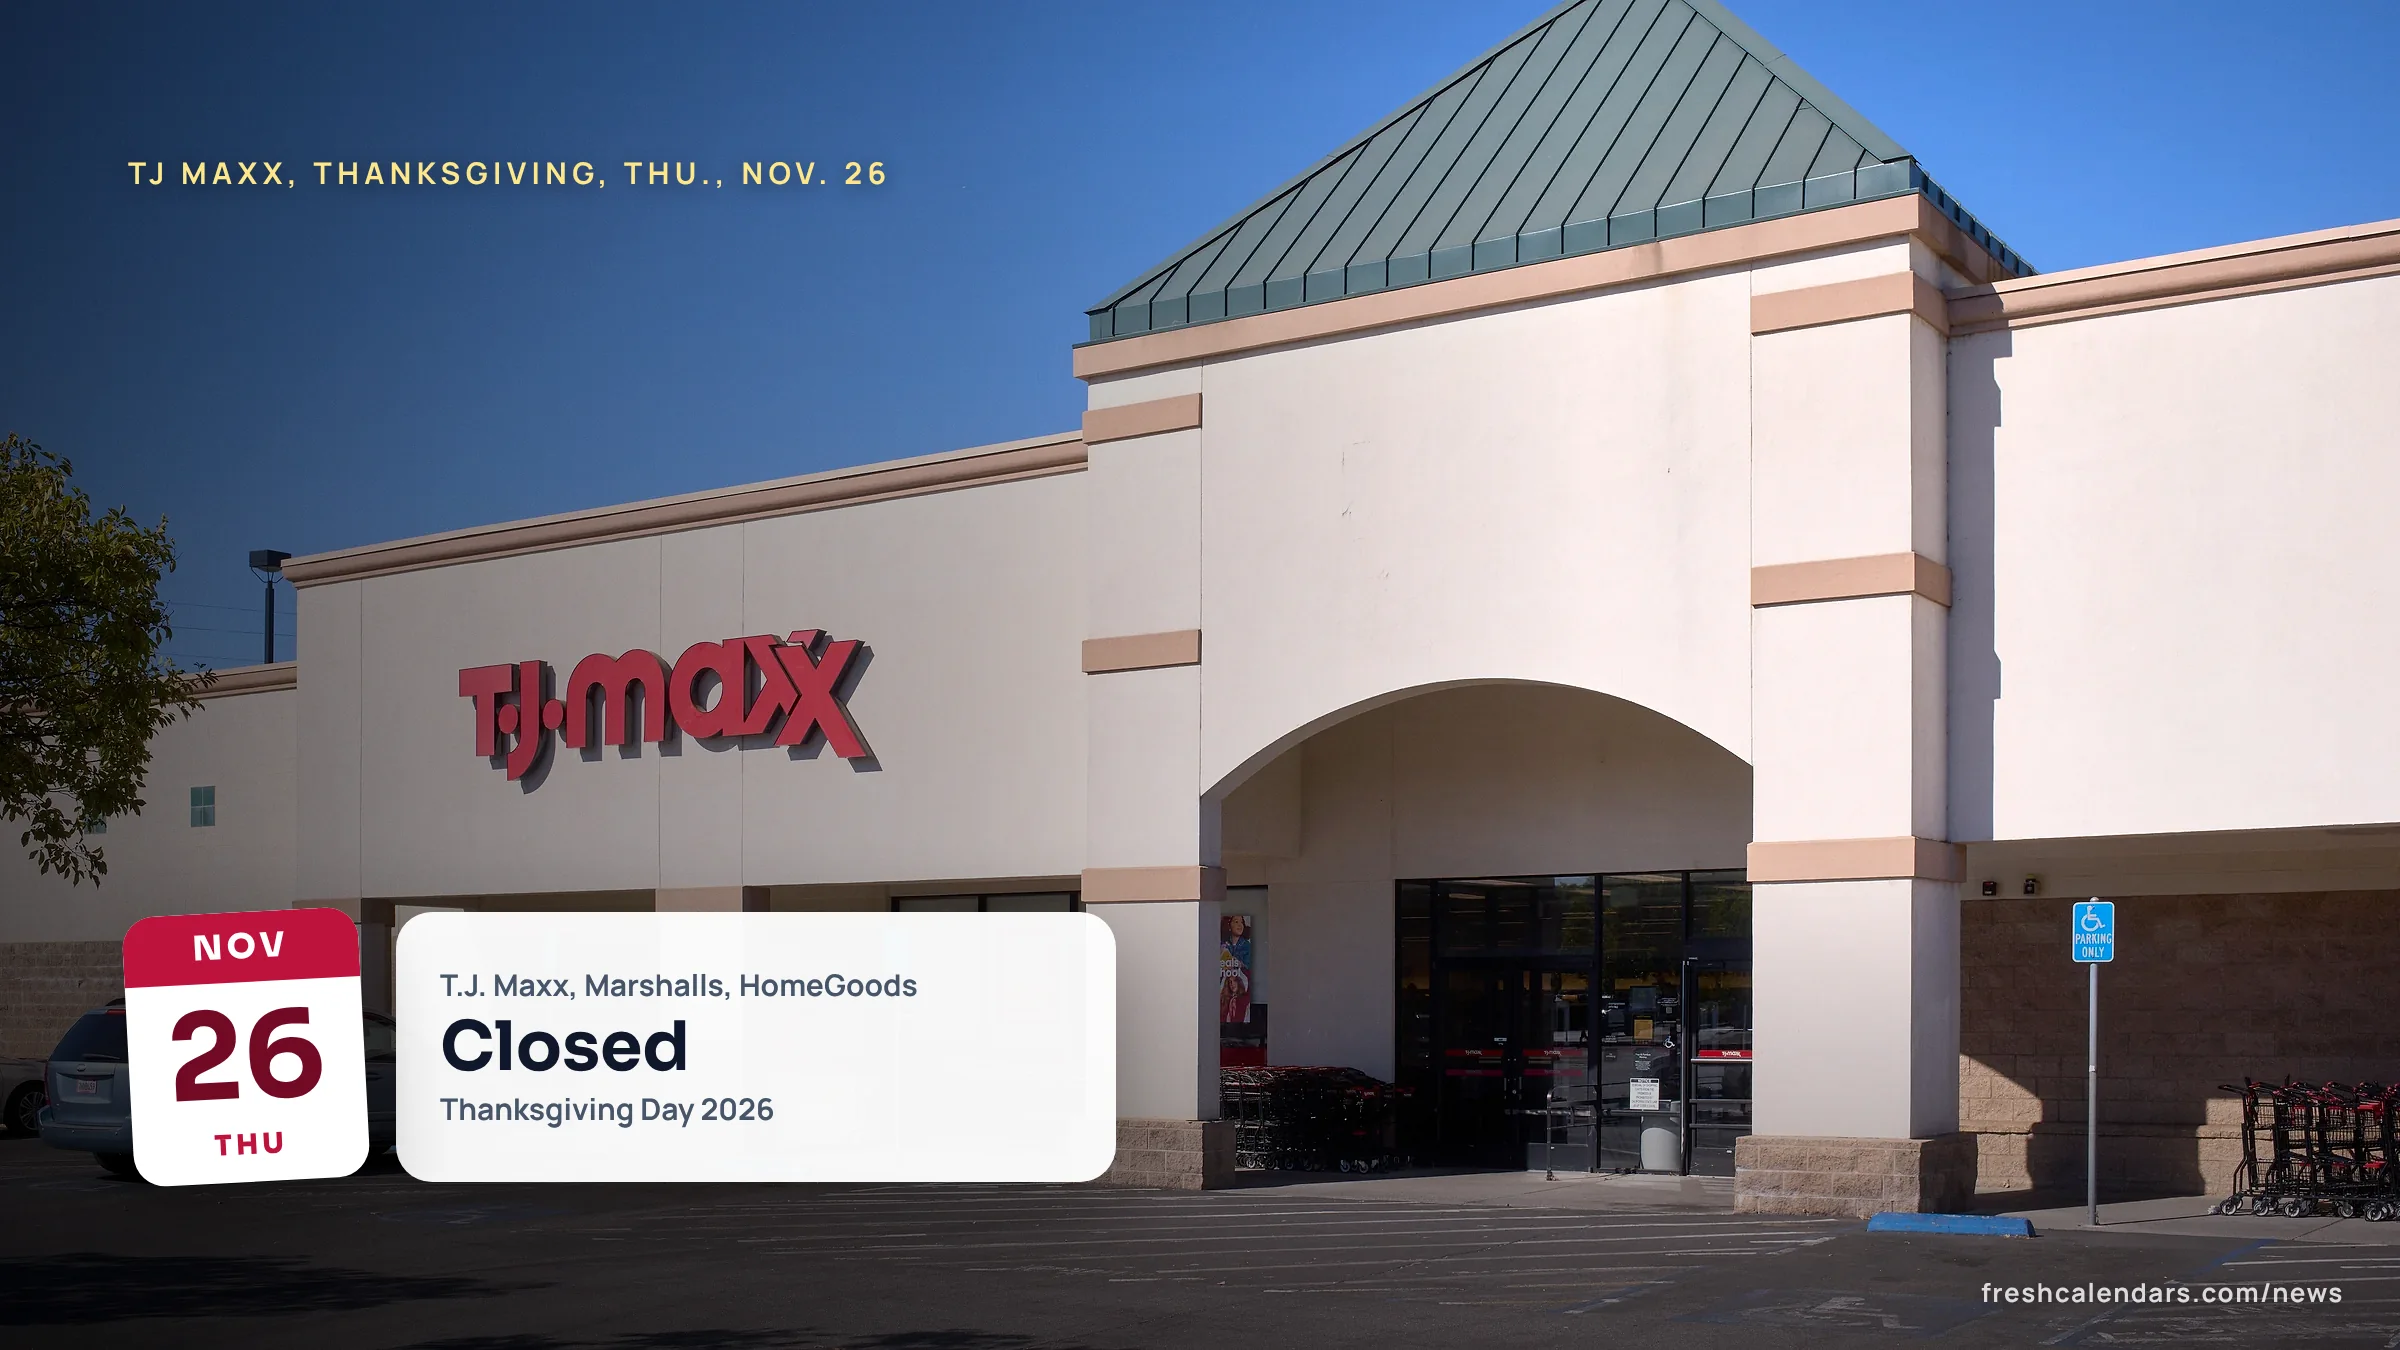 TJ MAXX, THANKSGIVING, THU., NOV. 26
T.J.maxx
NOV
26
THU
T.J. Maxx, Marshalls, HomeGoods
Closed
Thanksgiving Day 2026
PARKING
ONLY
freshcalendars.com/news